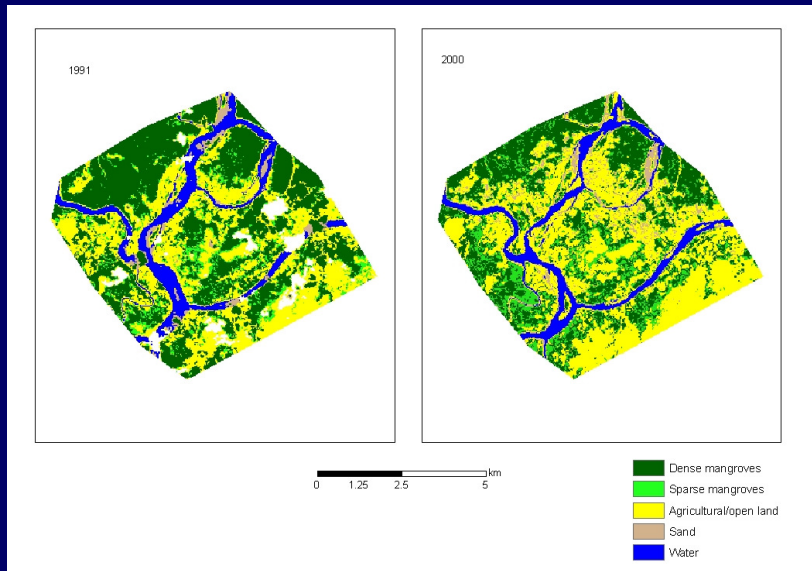 1991
2000
km
0 1.25 2.5 5
Dense mangroves
Sparse mangroves
Agricultural/open land
Sand
Water